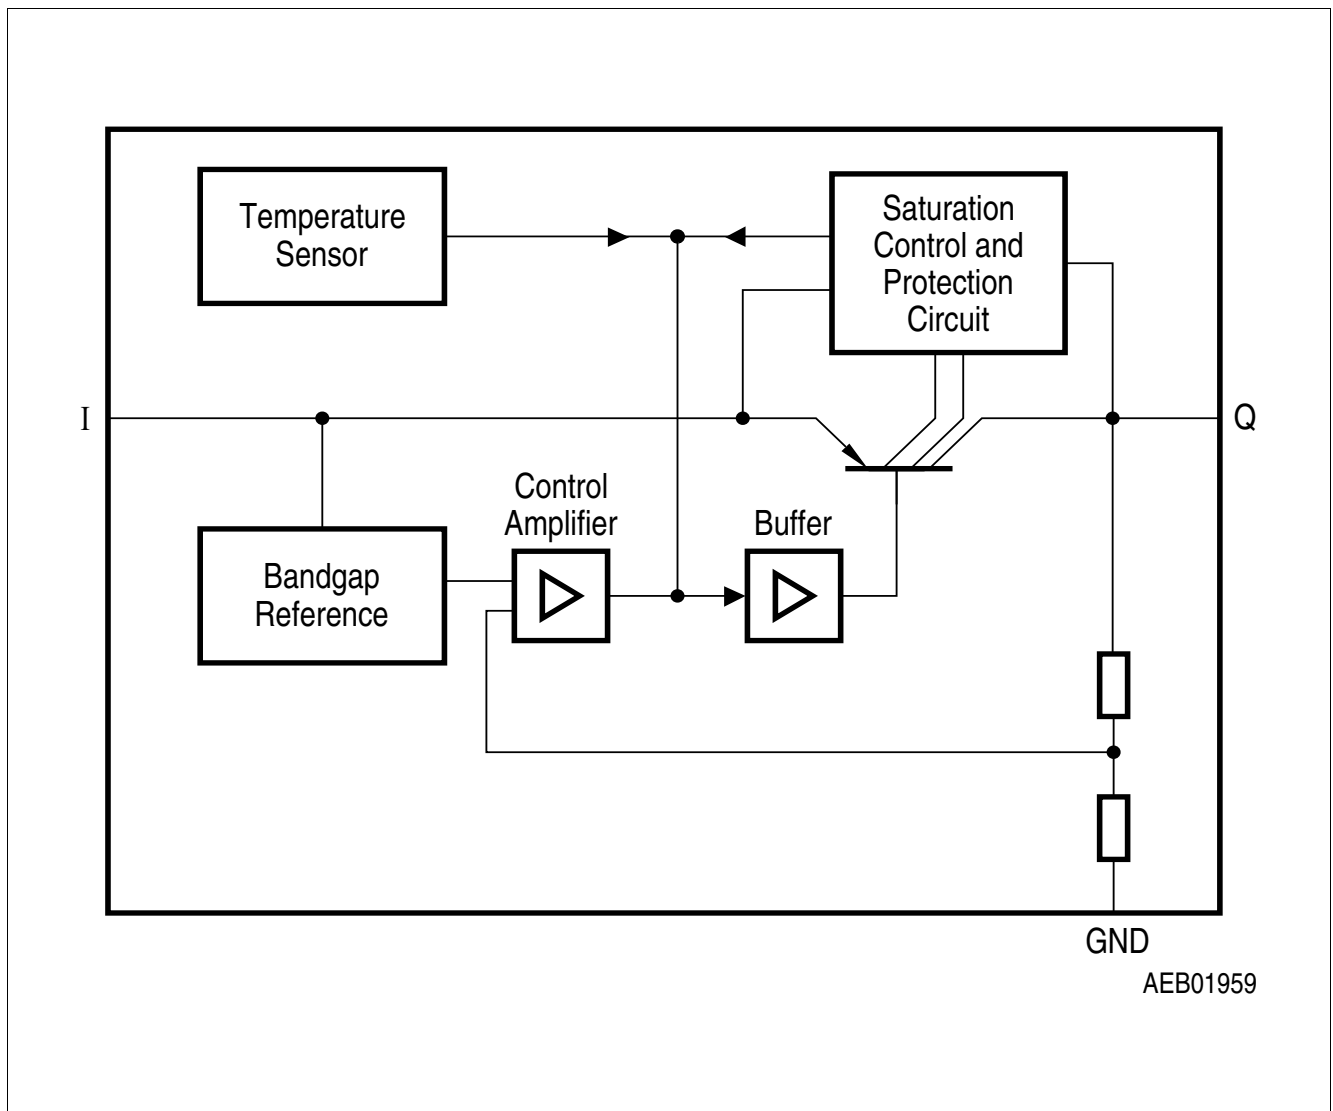 Temperature
Sensor
Saturation
Control and
Protection
Circuit
I
Q
Control
Amplifier
Buffer
Bandgap
Reference
GND
AEB01959